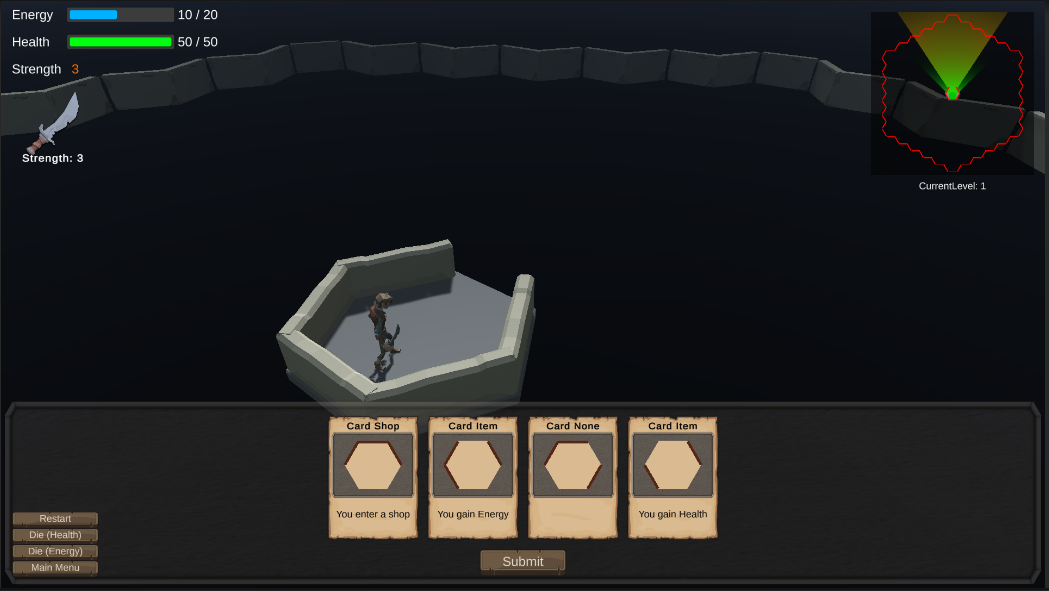 Energy 10 / 20
Health 50 / 50
Strength 3
Strength: 3
CurrentLevel: 1
Card Shop
You enter a shop
Card Item
You gain Energy
Card None
Card Item
You gain Health
Restart
Die (Health)
Die (Energy)
Main Menu
Submit